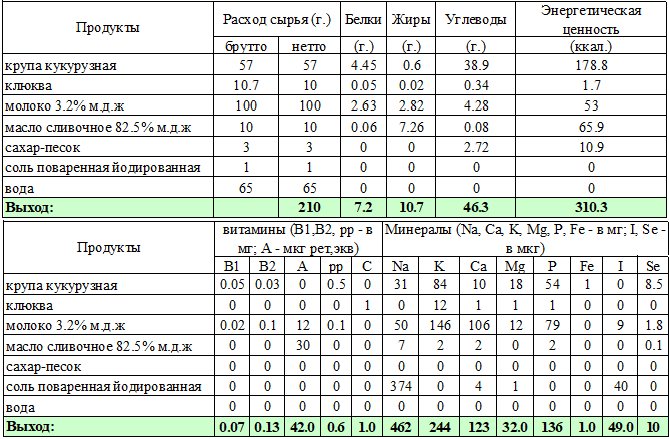 Продукты Расход сырья (г.) Белки Жиры Углеводы Энергетическая ценность
брутто нетто (г.) (г.) (г.) (ккал.)
крупа кукурузная 57 57 4.45 0.6 38.9 178.8
клюква 10.7 10 0.05 0.02 0.34 1.7
молоко 3.2% м.д.ж 100 100 2.63 2.82 4.28 53
масло сливочное 82.5% м.д.ж 10 10 0.06 7.26 0.08 65.9
сахар-песок 3 3 0 0 2.72 10.9
соль поваренная йодированная 1 1 0 0 0 0
вода 65 65 0 0 0 0
Выход: 210 7.2 10.7 46.3 310.3
Продукты витамины (B1,B2, pp - в мг; А - мкг рет,экв) Минералы (Na, Ca, K, Mg, P, Fe - в мг; I, Se - в мкг)
B1 B2 A pp C Na K Ca Mg P Fe I Se
крупа кукурузная 0.05 0.03 0 0.5 0 31 84 10 18 54 1 0 8.5
клюква 0 0 0 0 1 0 12 1 1 1 0 0 0
молоко 3.2% м.д.ж 0.02 0.1 12 0.1 0 50 146 106 12 79 0 9 1.8
масло сливочное 82.5% м.д.ж 0 0 30 0 0 7 2 2 0 2 0 0 0.1
сахар-песок 0 0 0 0 0 0 0 0 0 0 0 0 0
соль поваренная йодированная 0 0 0 0 0 374 0 4 1 0 0 40 0
вода 0 0 0 0 0 0 0 0 0 0 0 0 0
Выход: 0.07 0.13 42.0 0.6 1.0 462 244 123 32.0 136 1.0 49.0 10